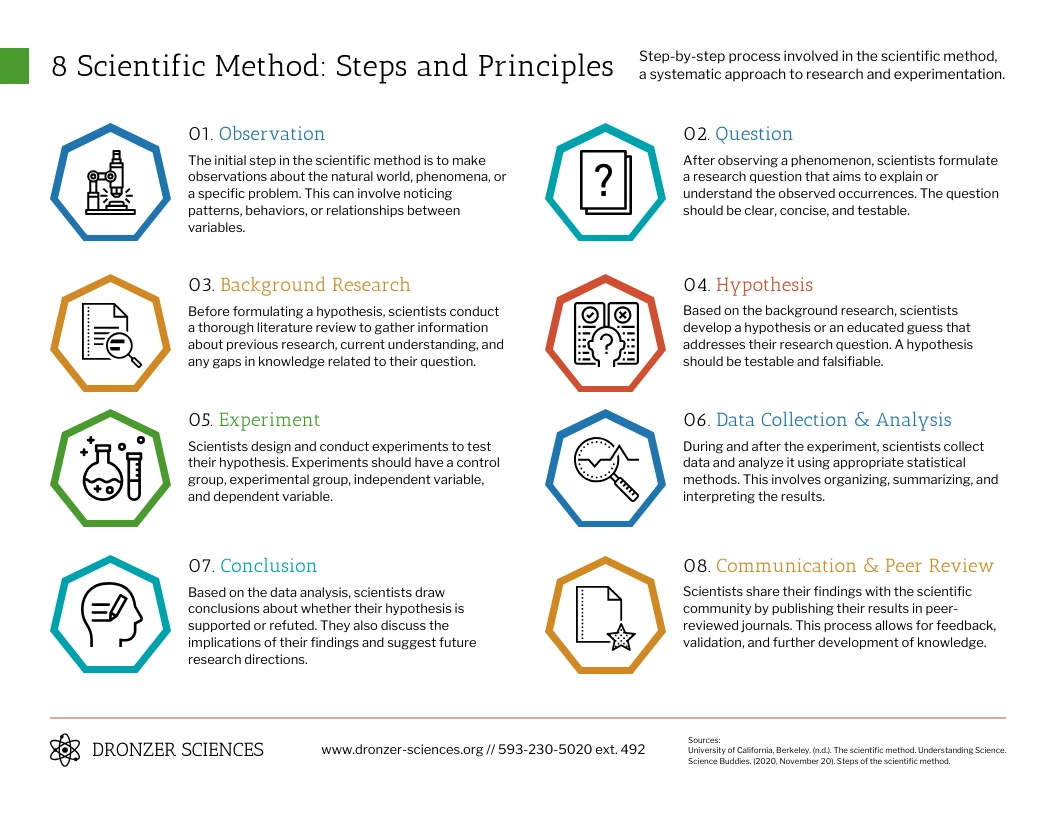 8 Scientific Method: Steps and Principles
Step-by-step process involved in the scientific method,
a systematic approach to research and experimentation.
01. Observation
The initial step in the scientific method is to make
observations about the natural world, phenomena, or
a specific problem. This can involve noticing
patterns, behaviors, or relationships between
variables.
02. Question
After observing a phenomenon, scientists formulate
a research question that aims to explain or
understand the observed occurrences. The question
should be clear, concise, and testable.
?
03. Background Research
Before formulating a hypothesis, scientists conduct
a thorough literature review to gather information
about previous research, current understanding, and
any gaps in knowledge related to their question.
04. Hypothesis
Based on the background research, scientists
develop a hypothesis or an educated guess that
addresses their research question. A hypothesis
should be testable and falsifiable.
?
05. Experiment
Scientists design and conduct experiments to test
their hypothesis. Experiments should have a control
group, experimental group, independent variable,
and dependent variable.
06. Data Collection & Analysis
During and after the experiment, scientists collect
data and analyze it using appropriate statistical
methods. This involves organizing, summarizing, and
interpreting the results.
07. Conclusion
Based on the data analysis, scientists draw
conclusions about whether their hypothesis is
supported or refuted. They also discuss the
implications of their findings and suggest future
research directions.
08. Communication & Peer Review
Scientists share their findings with the scientific
community by publishing their results in peer-
reviewed journals. This process allows for feedback,
validation, and further development of knowledge.
DRONZER SCIENCES
www.dronzer-sciences.org // 593-230-5020 ext. 492
Sources:
University of California, Berkeley. (n.d.). The scientific method. Understanding Science.
Science Buddies. (2020, November 20). Steps of the scientific method.